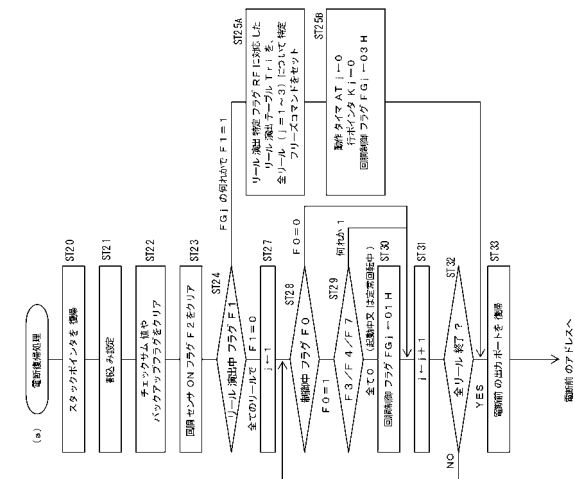 (a)
電断復帰処理
ST20
スタックポインタを復帰
ST21
割込み設定
ST22
チェックサム値や
バックアップフラグをクリア
ST23
回胴センサONフラグF2をクリア
ST24
リール演出中フラグF1
FGiの何れかでF1=1
全てのリールでF1=0
ST25A
リール演出特定フラグRFに対応した
リール演出テーブルTriを、
全リール(j=1~3)について特定
フリーズコマンドをセット
ST25B
動作タイマATj←0
行ポインタKj←0
回胴制御フラグFGj←03H
ST27
j←1
ST28
制御中フラグF0
F0=0
F0=1
ST29
F3/F4/F7
何れか1
全て0 (起動中又は定常回転中)
ST30
回胴制御フラグFGj←01H
ST31
j←j+1
ST32
全リール終了?
NO
YES
ST33
電断前の出力ポートを復帰
電断前のアドレスへ